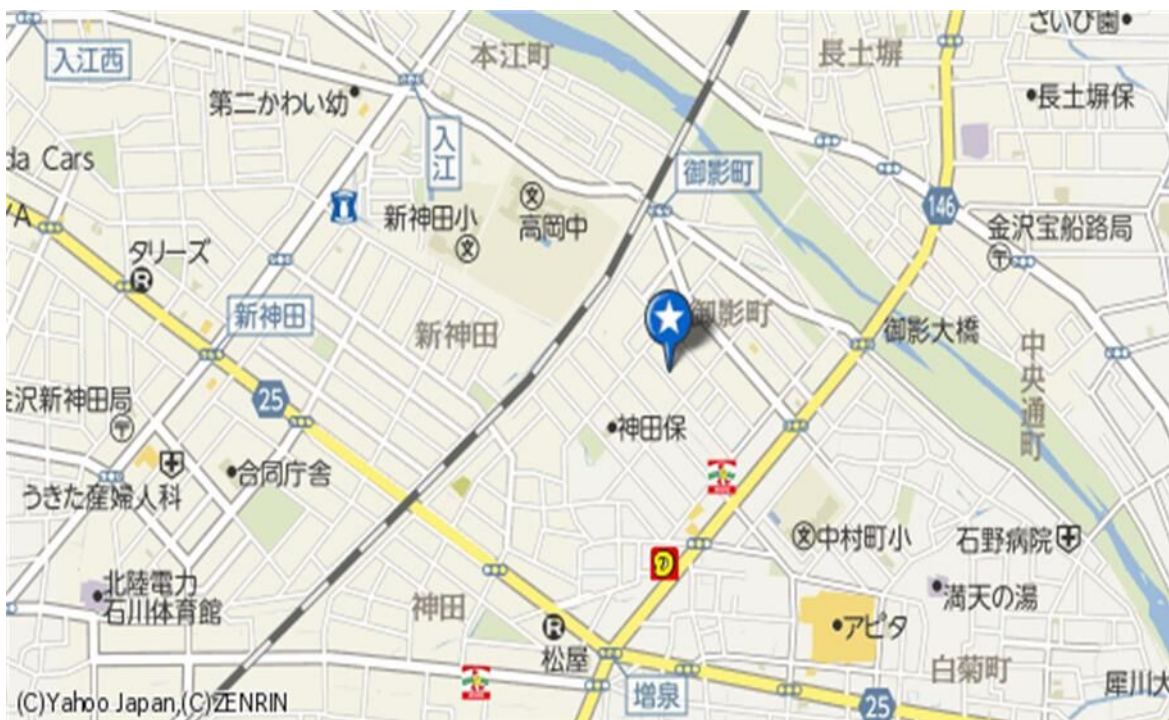 さいび園
入江西
本江町
長土塀
第二かわい幼
長土塀保
入江
da Cars
御影町
146
新神田小
高岡中
金沢宝船路局
タリーズ
新神田
新神田
御影町
御影大橋
中央通町
25
沢新神田局
神田保
合同庁舎
うきた産婦人科
中村町小
石野病院
北陸電力
石川体育館
満天の湯
神田
アピタ
松屋
白菊町
増泉
犀川大
25
(C)Yahoo Japan,(C)ZENRIN